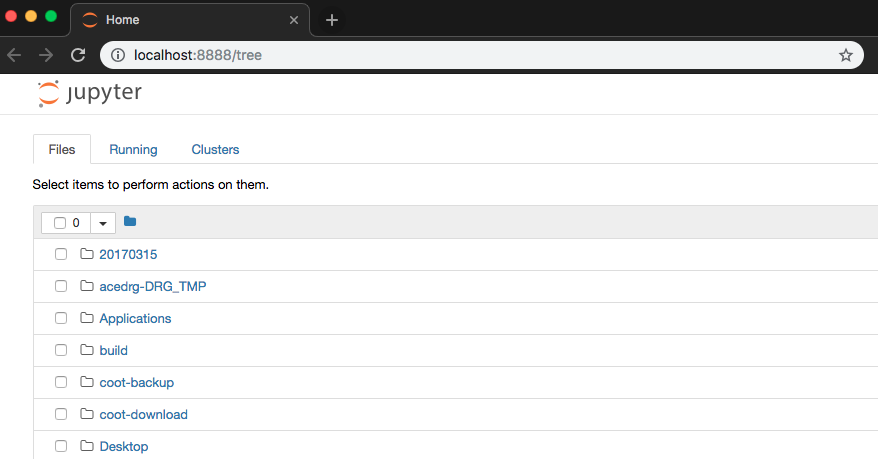 Home
localhost:8888/tree
jupyter
Files Running Clusters
Select items to perform actions on them.
0
20170315
acedrg-DRG_TMP
Applications
build
coot-backup
coot-download
Desktop